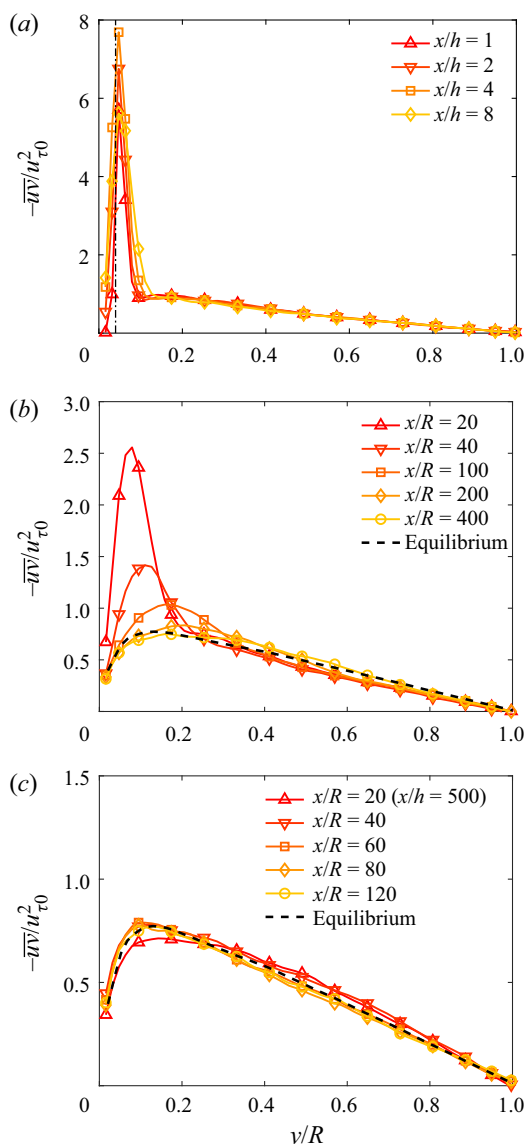 (a)
8
6
4
2
0
0.2
0.4
0.6
0.8
1.0
−uv/u²τ0
x/h = 1
x/h = 2
x/h = 4
x/h = 8
(b)
3.0
2.5
2.0
1.5
1.0
0.5
0
0.2
0.4
0.6
0.8
1.0
−uv/u²τ0
x/R = 20
x/R = 40
x/R = 100
x/R = 200
x/R = 400
Equilibrium
(c)
1.5
1.0
0.5
0
0.2
0.4
0.6
0.8
1.0
−uv/u²τ0
x/R = 20 (x/h = 500)
x/R = 40
x/R = 60
x/R = 80
x/R = 120
Equilibrium
y/R